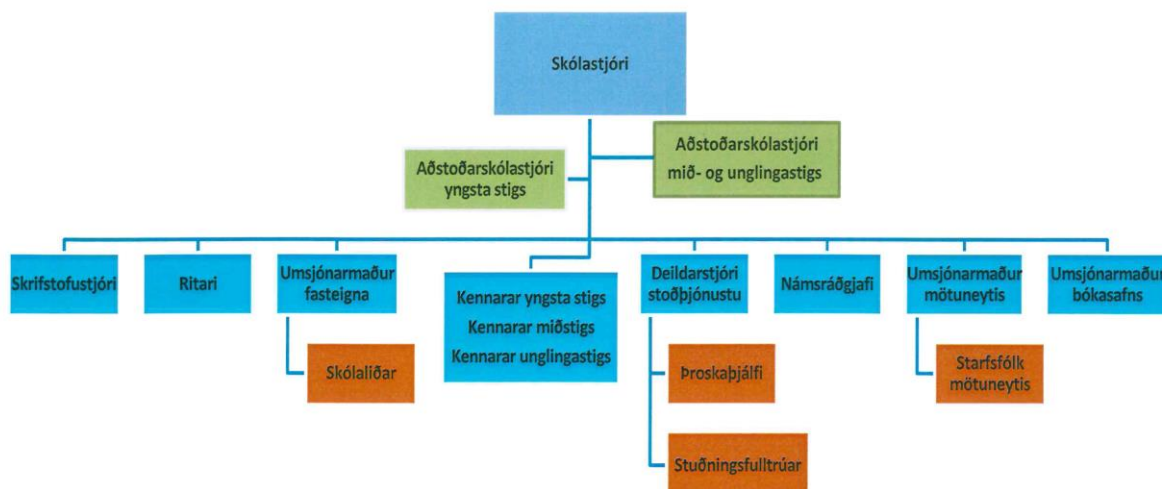 Skólastjóri
Aðstoðarskólastjóri
yngsta stigs
Aðstoðarskólastjóri
mið- og unglingastigs
Skrifstofustjóri
Ritari
Umsjónarmaður
fasteigna
Kennarar yngsta stigs
Kennarar miðstigs
Kennarar unglingastigs
Deildarstjóri
stoðþjónustu
Námsráðgjafi
Umsjónarmaður
mötuneytis
Umsjónarmaður
bókasafns
Skólaliðar
Þroskaþjálfi
Starfsfólk
mötuneytis
Stuðningsfulltrúar